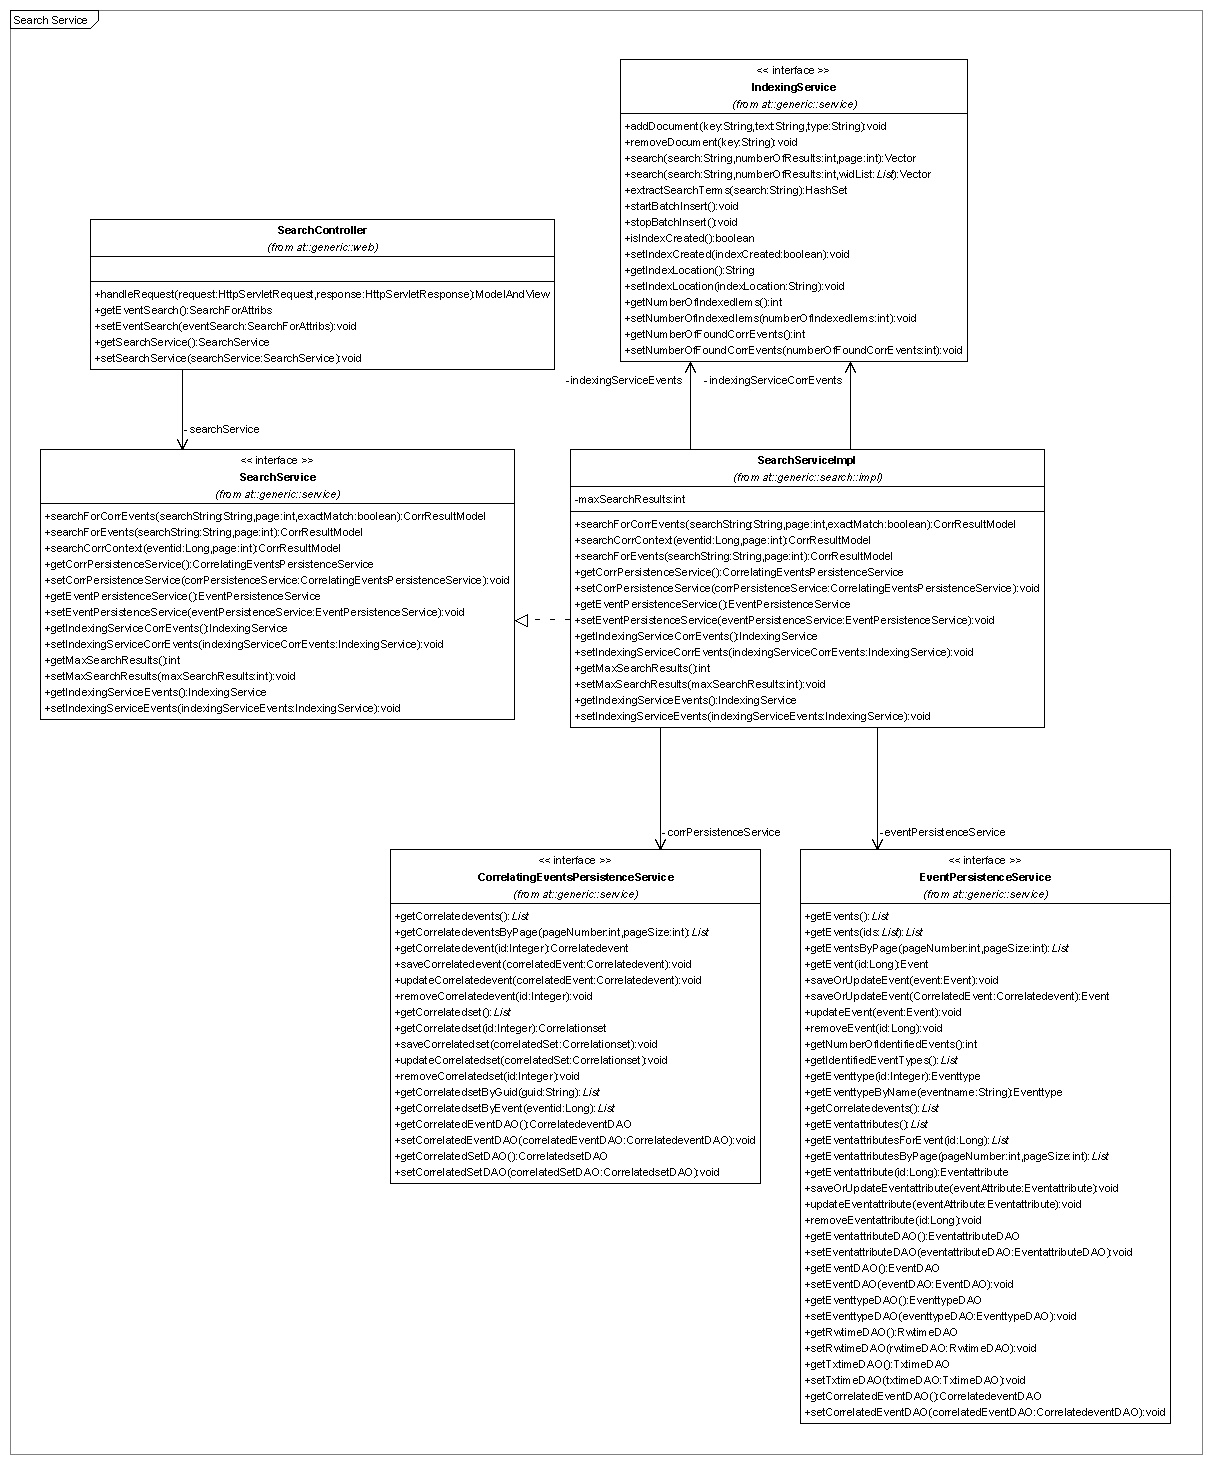 Search Service
<< interface >>
IndexingService
(from at::generic::service)
+addDocument(key:String,text:String,type:String):void
+removeDocument(key:String):void
+search(search:String,numberOfResults:int,page:int):Vector
+search(search:String,numberOfResults:int,widList:List):Vector
+extractSearchTerms(search:String):HashSet
+startBatchInsert():void
+stopBatchInsert():void
+isIndexCreated():boolean
+setIndexCreated(indexCreated:boolean):void
+getIndexLocation():String
+setIndexLocation(indexLocation:String):void
+getNumberOfIndexedIems():int
+setNumberOfIndexedIems(numberOfIndexedIems:int):void
+getNumberOfFoundCorrEvents():int
+setNumberOfFoundCorrEvents(numberOfFoundCorrEvents:int):void
SearchController
(from at::generic::web)
+handleRequest(request:HttpServletRequest,response:HttpServletResponse):ModelAndView
+getEventSearch():SearchForAttribs
+setEventSearch(eventSearch:SearchForAttribs):void
+getSearchService():SearchService
+setSearchService(searchService:SearchService):void
-indexingServiceEvents
-indexingServiceCorrEvents
-searchService
<< interface >>
SearchService
(from at::generic::service)
+searchForCorrEvents(searchString:String,page:int,exactMatch:boolean):CorrResultModel
+searchForEvents(searchString:String,page:int):CorrResultModel
+searchCorrContext(eventid:Long,page:int):CorrResultModel
+getCorrPersistenceService():CorrelatingEventsPersistenceService
+setCorrPersistenceService(corrPersistenceService:CorrelatingEventsPersistenceService):void
+getEventPersistenceService():EventPersistenceService
+setEventPersistenceService(eventPersistenceService:EventPersistenceService):void
+getIndexingServiceCorrEvents():IndexingService
+setIndexingServiceCorrEvents(indexingServiceCorrEvents:IndexingService):void
+getMaxSearchResults():int
+setMaxSearchResults(maxSearchResults:int):void
+getIndexingServiceEvents():IndexingService
+setIndexingServiceEvents(indexingServiceEvents:IndexingService):void
SearchServiceImpl
(from at::generic::search::impl)
-maxSearchResults:int
+searchForCorrEvents(searchString:String,page:int,exactMatch:boolean):CorrResultModel
+searchCorrContext(eventid:Long,page:int):CorrResultModel
+searchForEvents(searchString:String,page:int):CorrResultModel
+getCorrPersistenceService():CorrelatingEventsPersistenceService
+setCorrPersistenceService(corrPersistenceService:CorrelatingEventsPersistenceService):void
+getEventPersistenceService():EventPersistenceService
+setEventPersistenceService(eventPersistenceService:EventPersistenceService):void
+getIndexingServiceCorrEvents():IndexingService
+setIndexingServiceCorrEvents(indexingServiceCorrEvents:IndexingService):void
+getMaxSearchResults():int
+setMaxSearchResults(maxSearchResults:int):void
+getIndexingServiceEvents():IndexingService
+setIndexingServiceEvents(indexingServiceEvents:IndexingService):void
-corrPersistenceService
-eventPersistenceService
<< interface >>
CorrelatingEventsPersistenceService
(from at::generic::service)
+getCorrelatedevents():List
+getCorrelatedeventsByPage(pageNumber:int,pageSize:int):List
+getCorrelatedevent(id:Integer):Correlatedevent
+saveCorrelatedevent(correlatedEvent:Correlatedevent):void
+updateCorrelatedevent(correlatedEvent:Correlatedevent):void
+removeCorrelatedevent(id:Integer):void
+getCorrelatedset():List
+getCorrelatedset(id:Integer):Correlationset
+saveCorrelatedset(correlatedSet:Correlationset):void
+updateCorrelatedset(correlatedSet:Correlationset):void
+removeCorrelatedset(id:Integer):void
+getCorrelatedsetByGuid(guid:String):List
+getCorrelatedsetByEvent(eventid:Long):List
+getCorrelatedEventDAO():CorrelatedeventDAO
+setCorrelatedEventDAO(correlatedEventDAO:CorrelatedeventDAO):void
+getCorrelatedSetDAO():CorrelatedsetDAO
+setCorrelatedSetDAO(correlatedSetDAO:CorrelatedsetDAO):void
<< interface >>
EventPersistenceService
(from at::generic::service)
+getEvents():List
+getEvents(ids:List):List
+getEventsByPage(pageNumber:int,pageSize:int):List
+getEvent(id:Long):Event
+saveOrUpdateEvent(event:Event):void
+saveOrUpdateEvent(CorrelatedEvent:Correlatedevent):Event
+updateEvent(event:Event):void
+removeEvent(id:Long):void
+getNumberOfIdentifiedEvents():int
+getIdentifiedEventTypes():List
+getEventtype(id:Integer):Eventtype
+getEventtypeByName(eventname:String):Eventtype
+getCorrelatedevents():List
+getEventattributes():List
+getEventattributesForEvent(id:Long):List
+getEventattributesByPage(pageNumber:int,pageSize:int):List
+getEventattribute(id:Long):Eventattribute
+saveOrUpdateEventattribute(eventAttribute:Eventattribute):void
+updateEventattribute(eventAttribute:Eventattribute):void
+removeEventattribute(id:Long):void
+getEventattributeDAO():EventattributeDAO
+setEventattributeDAO(eventattributeDAO:EventattributeDAO):void
+getEventDAO():EventDAO
+setEventDAO(eventDAO:EventDAO):void
+getEventtypeDAO():EventtypeDAO
+setEventtypeDAO(eventtypeDAO:EventtypeDAO):void
+getRwtimeDAO():RwtimeDAO
+setRwtimeDAO(rwtimeDAO:RwtimeDAO):void
+getTxtimeDAO():TxtimeDAO
+setTxtimeDAO(txtimeDAO:TxtimeDAO):void
+getCorrelatedEventDAO():CorrelatedeventDAO
+setCorrelatedEventDAO(correlatedEventDAO:CorrelatedeventDAO):void